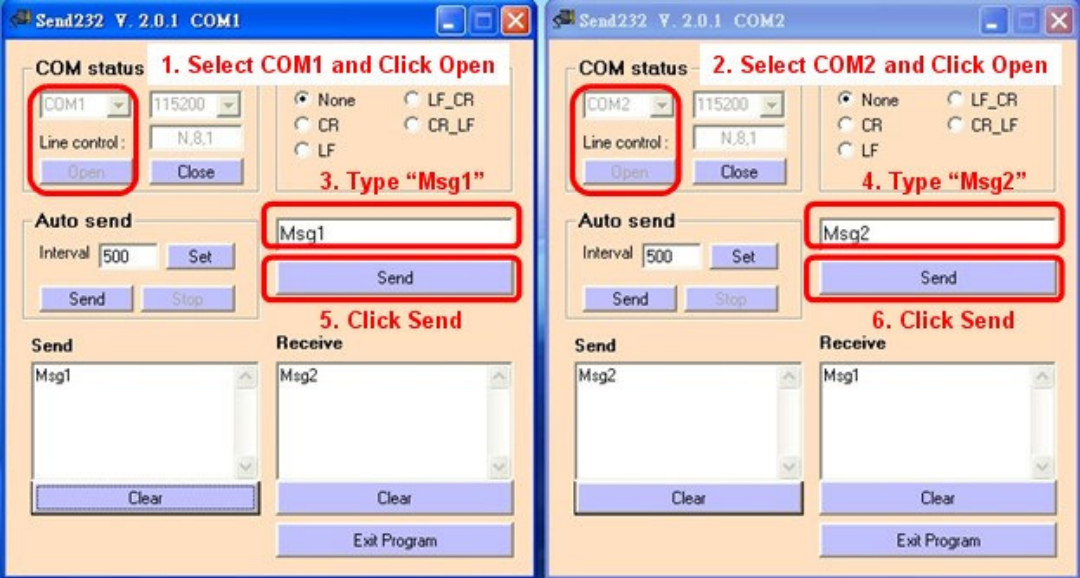 Send232 V. 2.0.1 COM1
COM status
1. Select COM1 and Click Open
COM1
115200
None
LF_CR
CR
CR_LF
LF
Line control :
N,8,1
Open
Close
3. Type “Msg1”
Auto send
Interval
500
Set
Send
Stop
Msg1
Send
5. Click Send
Send
Receive
Msg1
Msg2
Clear
Clear
Exit Program
Send232 V. 2.0.1 COM2
COM status
2. Select COM2 and Click Open
COM2
115200
None
LF_CR
CR
CR_LF
LF
Line control :
N,8,1
Open
Close
4. Type “Msg2”
Auto send
Interval
500
Set
Send
Stop
Msg2
Send
6. Click Send
Send
Receive
Msg2
Msg1
Clear
Clear
Exit Program